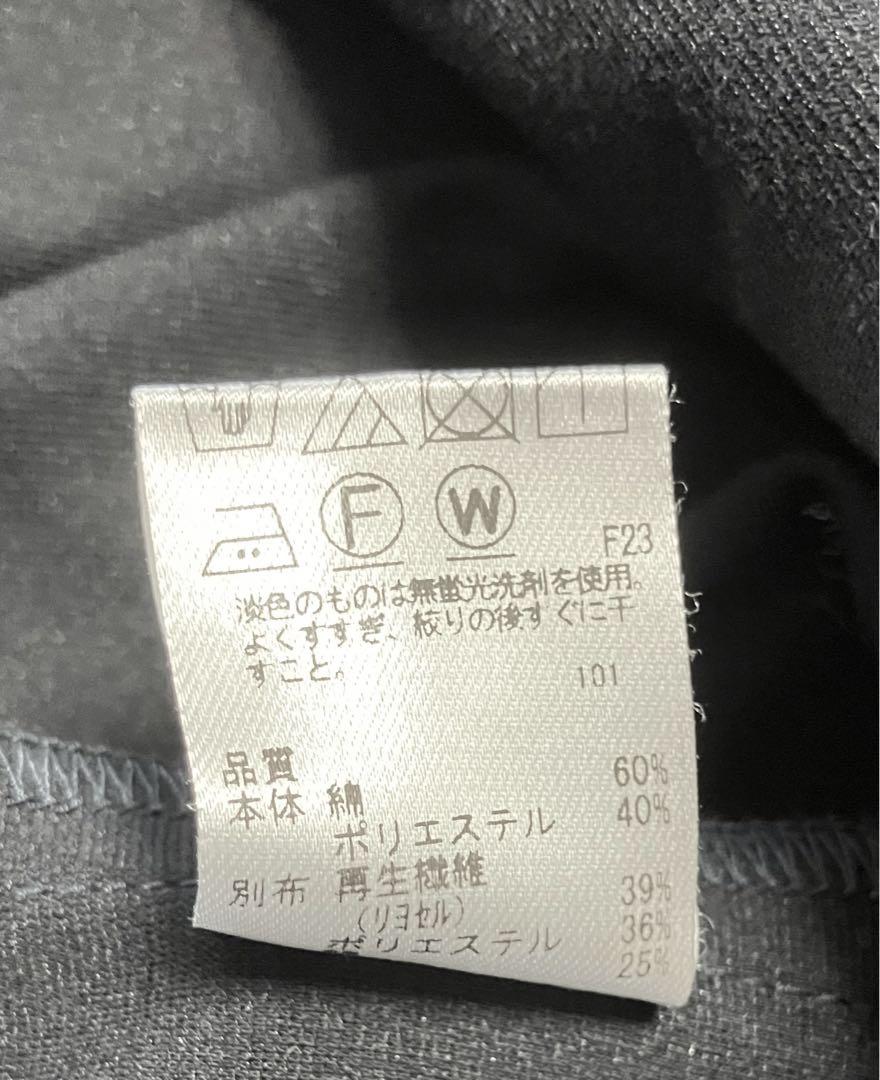 F W F23
淡色のものは無蛍光洗剤を使用。
よくすすぎ、絞りの後すぐに干
すこと。 101
品質
本体 綿 60%
ポリエステル 40%
別布 再生繊維
(リヨセル) 39%
ポリエステル 36%
25%